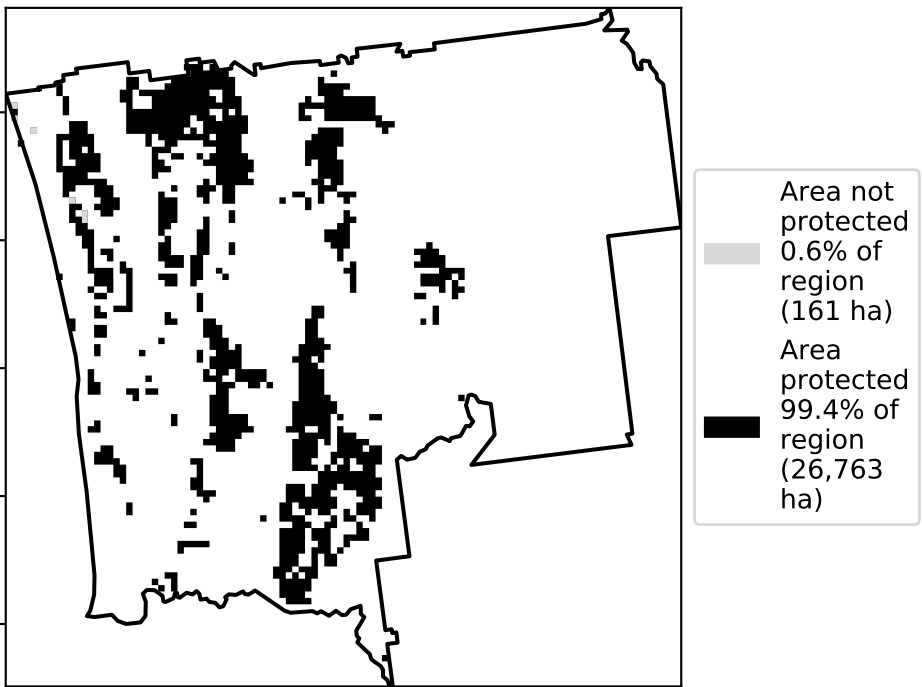 Area not
protected
0.6% of
region
(161 ha)
Area
protected
99.4% of
region
(26,763
ha)